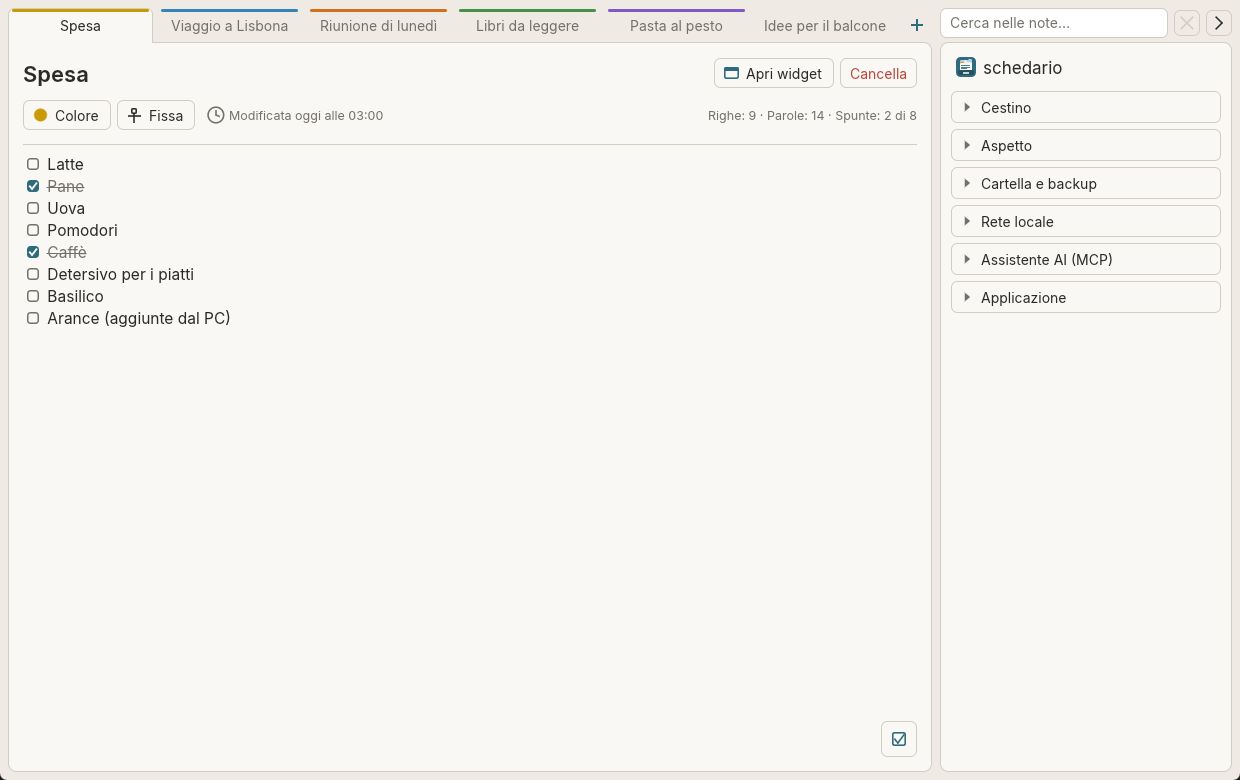 Spesa
Viaggio a Lisbona
Riunione di lunedì
Libri da leggere
Pasta al pesto
Idee per il balcone
Cerca nelle note...
Spesa
Apri widget
Cancella
Colore
Fissa
Modificata oggi alle 03:00
Righe: 9 · Parole: 14 · Spunte: 2 di 8
Latte
Pane
Uova
Pomodori
Caffè
Detersivo per i piatti
Basilico
Arance (aggiunte dal PC)
schedario
Cestino
Aspetto
Cartella e backup
Rete locale
Assistente AI (MCP)
Applicazione